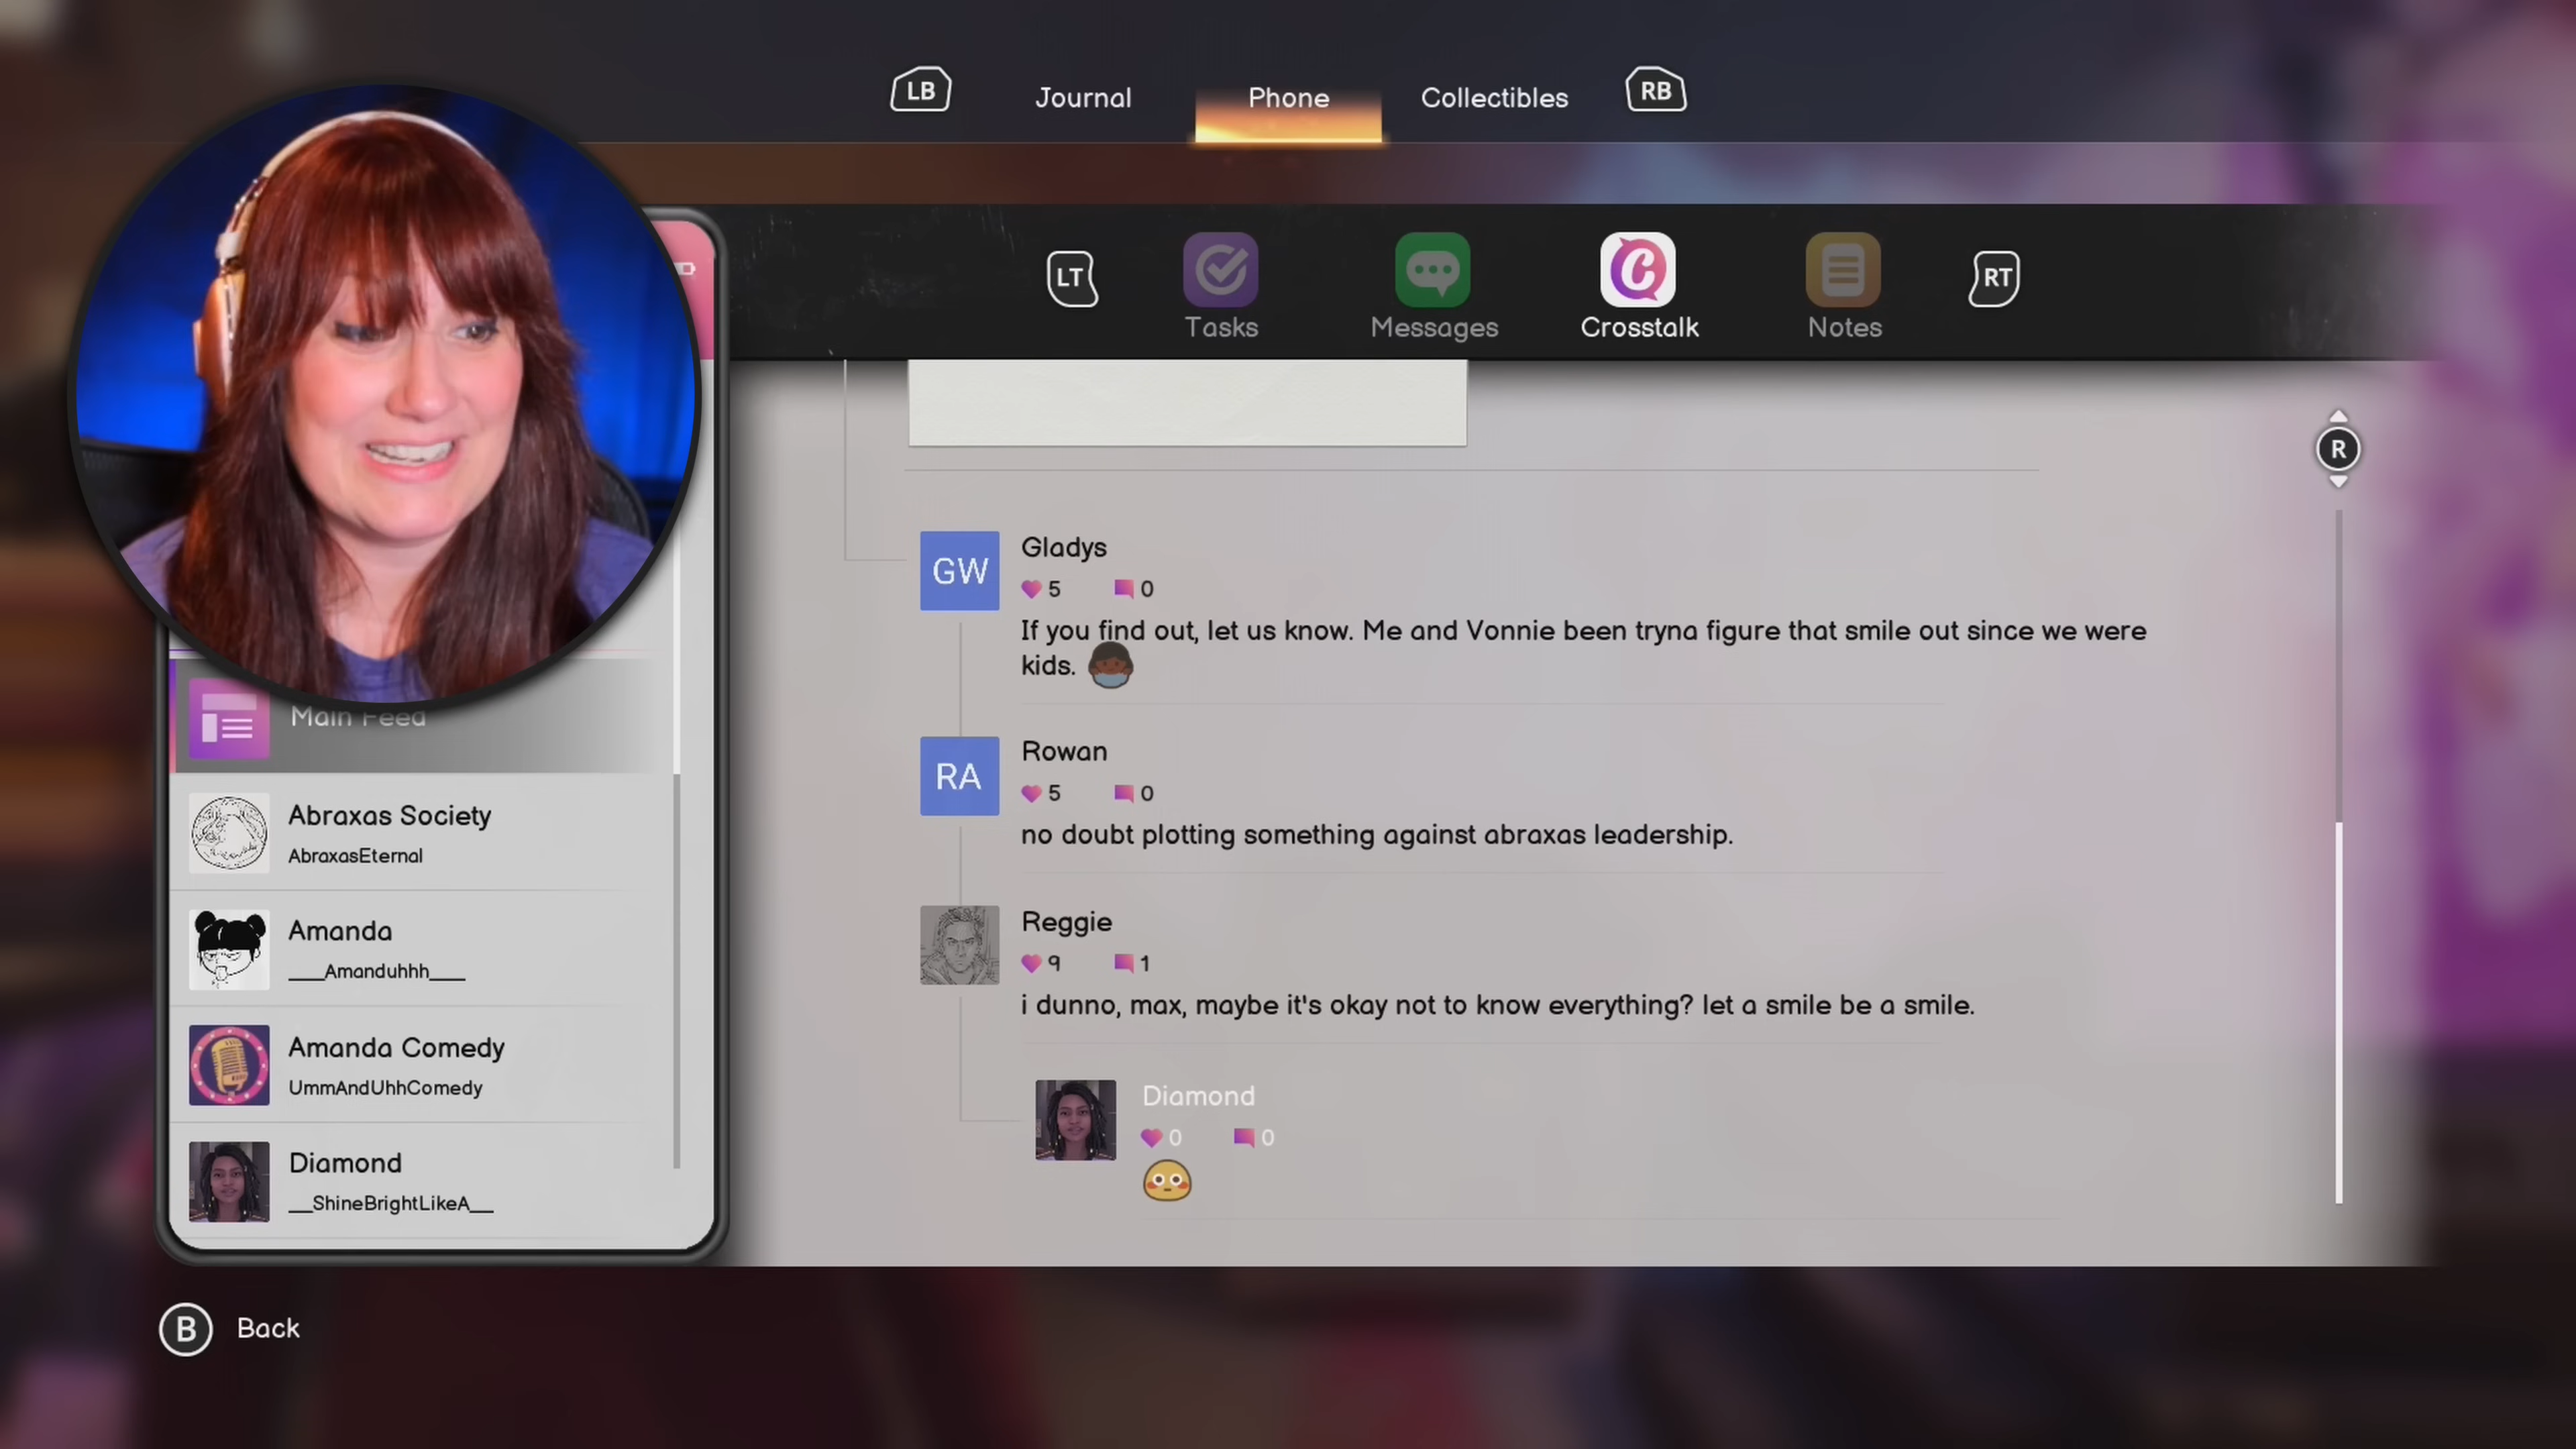 LB
Journal
Phone
Collectibles
RB
LT
Tasks
Messages
Crosstalk
Notes
RT
R
Main Feed
Abraxas Society
AbraxasEternal
Amanda
____Amanduhhh____
Amanda Comedy
UmmAndUhhComedy
Diamond
__ShineBrightLikeA__
GW
Gladys
5 0
If you find out, let us know. Me and Vonnie been tryna figure that smile out since we were
kids.
RA
Rowan
5 0
no doubt plotting something against abraxas leadership.
Reggie
9 1
i dunno, max, maybe it's okay not to know everything? let a smile be a smile.
Diamond
0 0
B Back